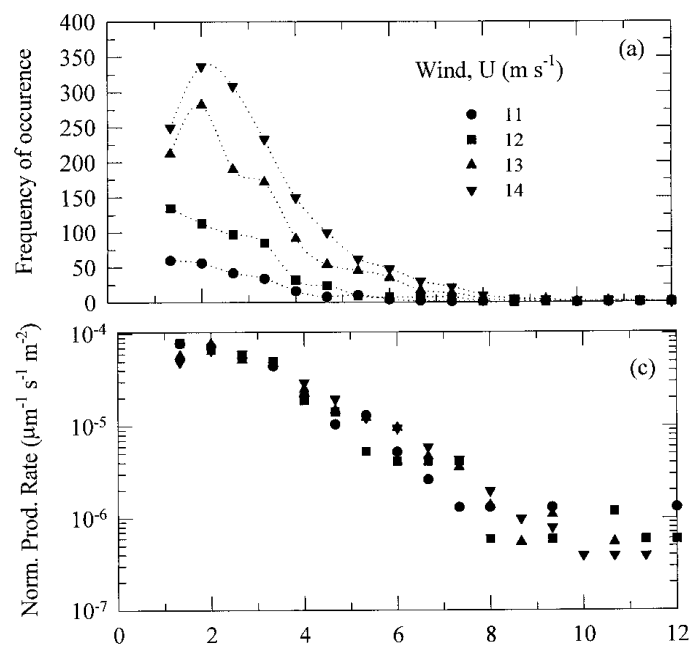 400
350
300
250
200
150
100
50
0
Frequency of occurence
(a)
Wind, U (m s⁻¹)
11
12
13
14
10⁻⁴
10⁻⁵
10⁻⁶
10⁻⁷
Norm. Prod. Rate (μm⁻¹ s⁻¹ m⁻²)
(c)
0 2 4 6 8 10 12